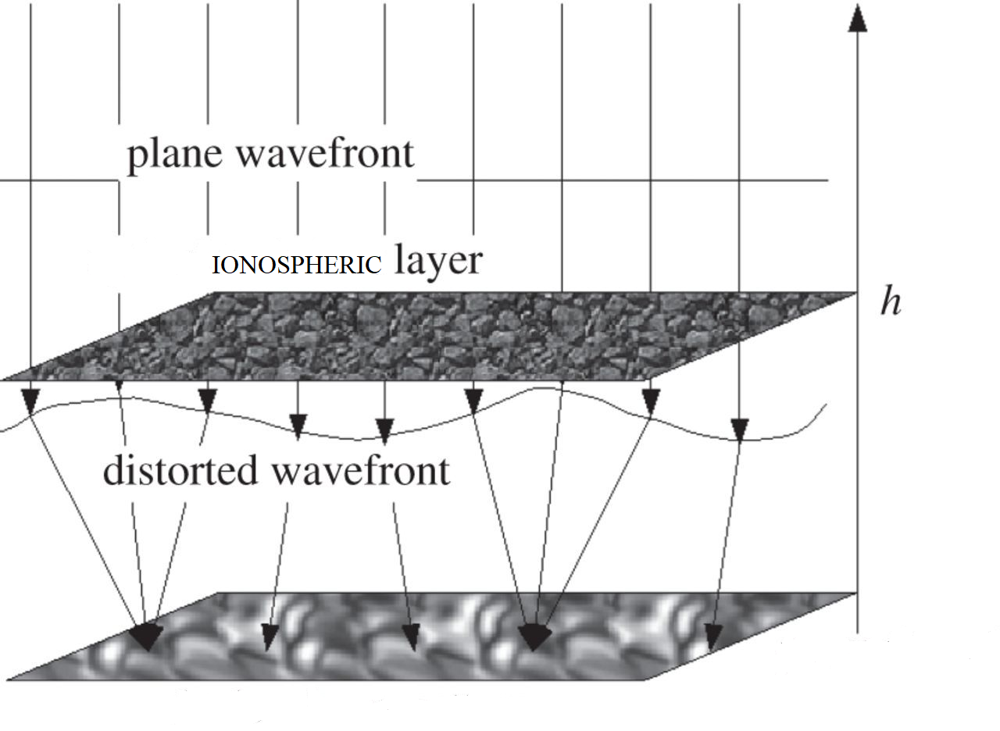 plane wavefront
IONOSPHERIC layer
h
distorted wavefront